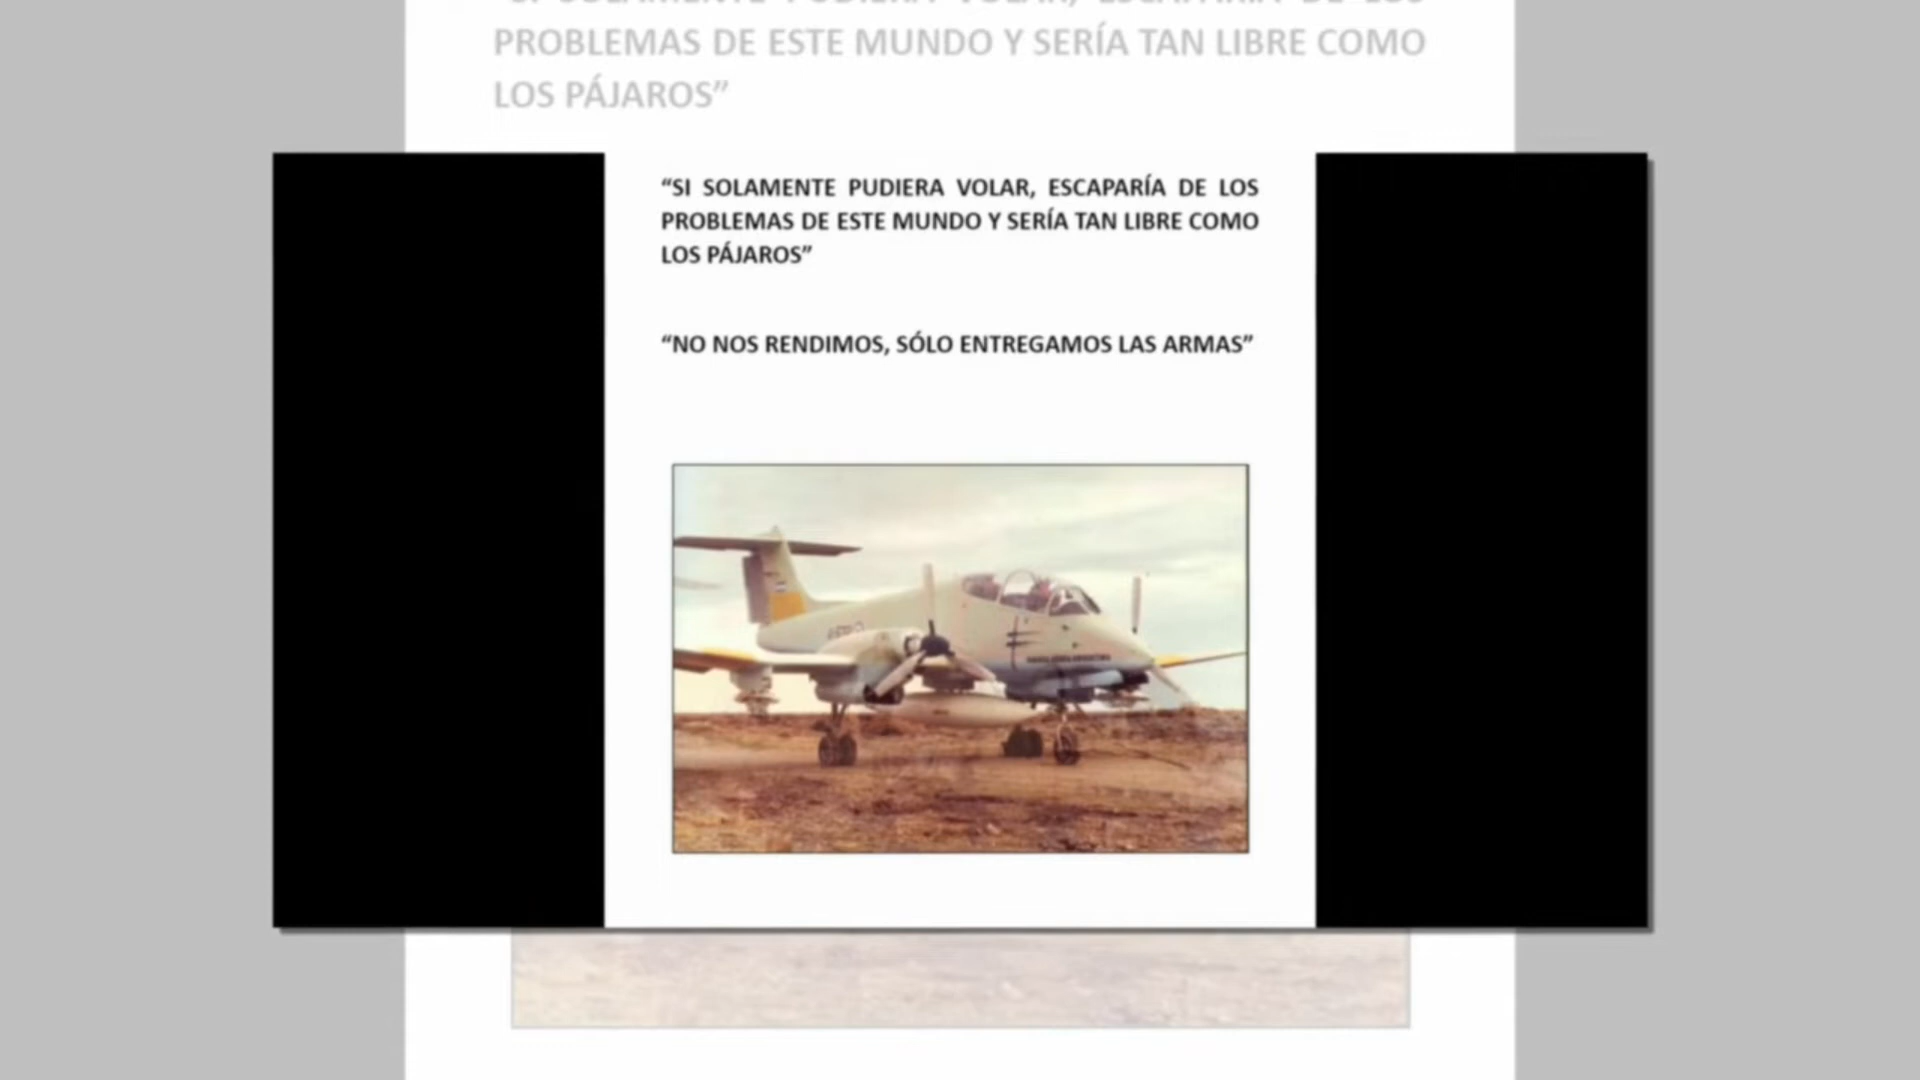 PROBLEMAS DE ESTE MUNDO Y SERÍA TAN LIBRE COMO
LOS PÁJAROS”
“SI SOLAMENTE PUDIERA VOLAR, ESCAPARÍA DE LOS
PROBLEMAS DE ESTE MUNDO Y SERÍA TAN LIBRE COMO
LOS PÁJAROS”
“NO NOS RENDIMOS, SÓLO ENTREGAMOS LAS ARMAS”